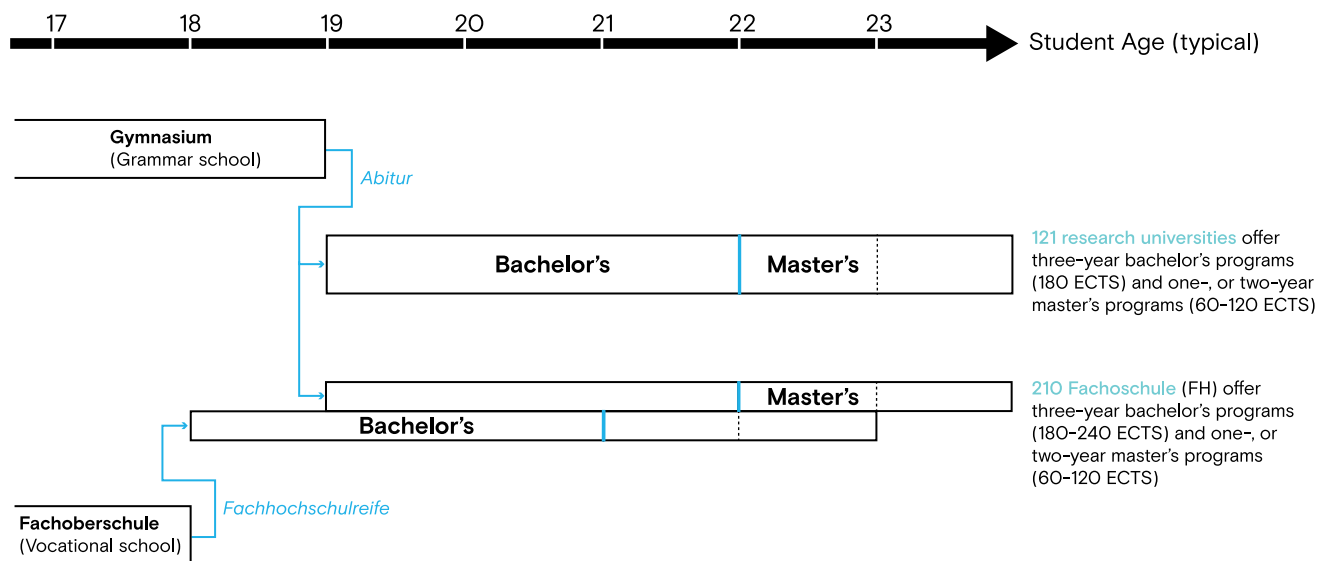 17 18 19 20 21 22 23
Student Age (typical)
Gymnasium
(Grammar school)
Abitur
Bachelor's Master's
121 research universities offer
three-year bachelor's programs
(180 ECTS) and one-, or two-year
master's programs (60-120 ECTS)
Master's
Bachelor's
210 Fachoschule (FH) offer
three-year bachelor's programs
(180-240 ECTS) and one-, or
two-year master's programs
(60-120 ECTS)
Fachhochschulreife
Fachoberschule
(Vocational school)